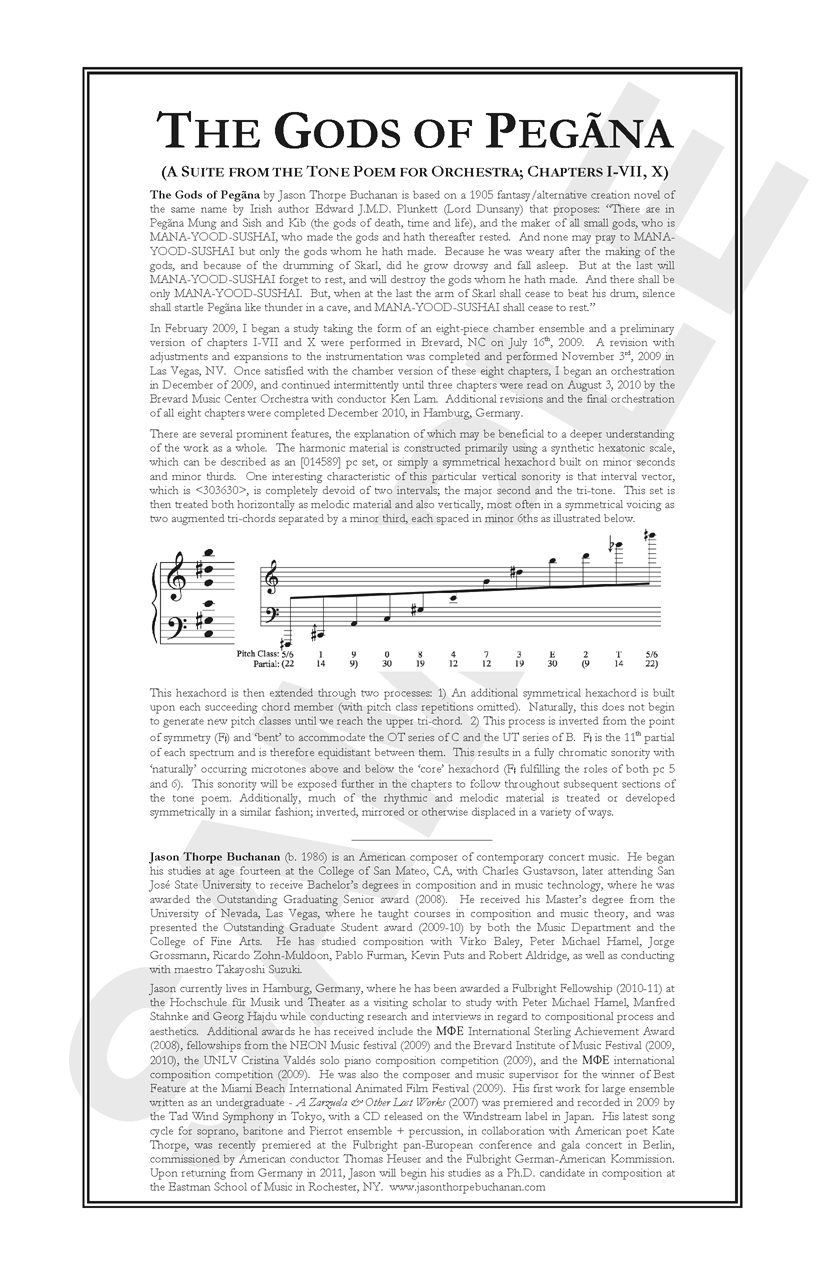 THE GODS OF PEGÃNA
(A SUITE FROM THE TONE POEM FOR ORCHESTRA; CHAPTERS I-VII, X)
The Gods of Pegãna by Jason Thorpe Buchanan is based on a 1905 fantasy/alternative creation novel of
the same name by Irish author Edward J.M.D. Plunkett (Lord Dunsany) that proposes: “There are in
Pegãna Mung and Sish and Kib (the gods of death, time and life), and the maker of all small gods, who is
MANA-YOOD-SUSHAI, who made the gods and hath thereafter rested. And none may pray to MANA-
YOOD-SUSHAI but only the gods whom he hath made. Because he was weary after the making of the
gods, and because of the drumming of Skarl, did he grow drowsy and fall asleep. But at the last will
MANA-YOOD-SUSHAI forget to rest, and will destroy the gods whom he hath made. And there shall be
only MANA-YOOD-SUSHAI. But, when at the last the arm of Skarl shall cease to beat his drum, silence
shall startle Pegãna like thunder in a cave, and MANA-YOOD-SUSHAI shall cease to rest.”
In February 2009, I began a study taking the form of an eight-piece chamber ensemble and a preliminary
version of chapters I-VII and X were performed in Brevard, NC on July 16th, 2009. A revision with
adjustments and expansions to the instrumentation was completed and performed November 3rd, 2009 in
Las Vegas, NV. Once satisfied with the chamber version of these eight chapters, I began an orchestration
in December of 2009, and continued intermittently until three chapters were read on August 3, 2010 by the
Brevard Music Center Orchestra with conductor Ken Lam. Additional revisions and the final orchestration
of all eight chapters were completed December 2010, in Hamburg, Germany.
There are several prominent features, the explanation of which may be beneficial to a deeper understanding
of the work as a whole. The harmonic material is constructed primarily using a synthetic hexatonic scale,
which can be described as an [014589] pc set, or simply a symmetrical hexachord built on minor seconds
and minor thirds. One interesting characteristic of this particular vertical sonority is that interval vector,
which is <303630>, is completely devoid of two intervals; the major second and the tri-tone. This set is
then treated both horizontally as melodic material and also vertically, most often in a symmetrical voicing as
two augmented tri-chords separated by a minor third, each spaced in minor 6ths as illustrated below.
Pitch Class: 5/6 1 9 0 8 4 7 3 E 2 T 5/6
Partial: (22 14 9) 30 19 12 12 19 30 (9 14 22)
This hexachord is then extended through two processes: 1) An additional symmetrical hexachord is built
upon each succeeding chord member (with pitch class repetitions omitted). Naturally, this does not begin
to generate new pitch classes until we reach the upper tri-chord. 2) This process is inverted from the point
of symmetry (F𝄲) and ‘bent’ to accommodate the OT series of C and the UT series of B. F𝄲 is the 11th partial
of each spectrum and is therefore equidistant between them. This results in a fully chromatic sonority with
‘naturally’ occurring microtones above and below the ‘core’ hexachord (F𝄲 fulfilling the roles of both pc 5
and 6). This sonority will be exposed further in the chapters to follow throughout subsequent sections of
the tone poem. Additionally, much of the rhythmic and melodic material is treated or developed
symmetrically in a similar fashion; inverted, mirrored or otherwise displaced in a variety of ways.
Jason Thorpe Buchanan (b. 1986) is an American composer of contemporary concert music. He began
his studies at age fourteen at the College of San Mateo, CA, with Charles Gustavson, later attending San
José State University to receive Bachelor’s degrees in composition and in music technology, where he was
awarded the Outstanding Graduating Senior award (2008). He received his Master’s degree from the
University of Nevada, Las Vegas, where he taught courses in composition and music theory, and was
presented the Outstanding Graduate Student award (2009-10) by both the Music Department and the
College of Fine Arts. He has studied composition with Virko Baley, Peter Michael Hamel, Jorge
Grossmann, Ricardo Zohn-Muldoon, Pablo Furman, Kevin Puts and Robert Aldridge, as well as conducting
with maestro Takayoshi Suzuki.
Jason currently lives in Hamburg, Germany, where he has been awarded a Fulbright Fellowship (2010-11) at
the Hochschule für Musik und Theater as a visiting scholar to study with Peter Michael Hamel, Manfred
Stahnke and Georg Hajdu while conducting research and interviews in regard to compositional process and
aesthetics. Additional awards he has received include the ΜΦΕ International Sterling Achievement Award
(2008), fellowships from the NEON Music festival (2009) and the Brevard Institute of Music Festival (2009,
2010), the UNLV Cristina Valdés solo piano composition competition (2009), and the ΜΦΕ international
composition competition (2009). He was also the composer and music supervisor for the winner of Best
Feature at the Miami Beach International Animated Film Festival (2009). His first work for large ensemble
written as an undergraduate - A Zarzuela & Other Lost Works (2007) was premiered and recorded in 2009 by
the Tad Wind Symphony in Tokyo, with a CD released on the Windstream label in Japan. His latest song
cycle for soprano, baritone and Pierrot ensemble + percussion, in collaboration with American poet Kate
Thorpe, was recently premiered at the Fulbright pan-European conference and gala concert in Berlin,
commissioned by American conductor Thomas Heuser and the Fulbright German-American Kommission.
Upon returning from Germany in 2011, Jason will begin his studies as a Ph.D. candidate in composition at
the Eastman School of Music in Rochester, NY. www.jasonthorpebuchanan.com
SAMPLE